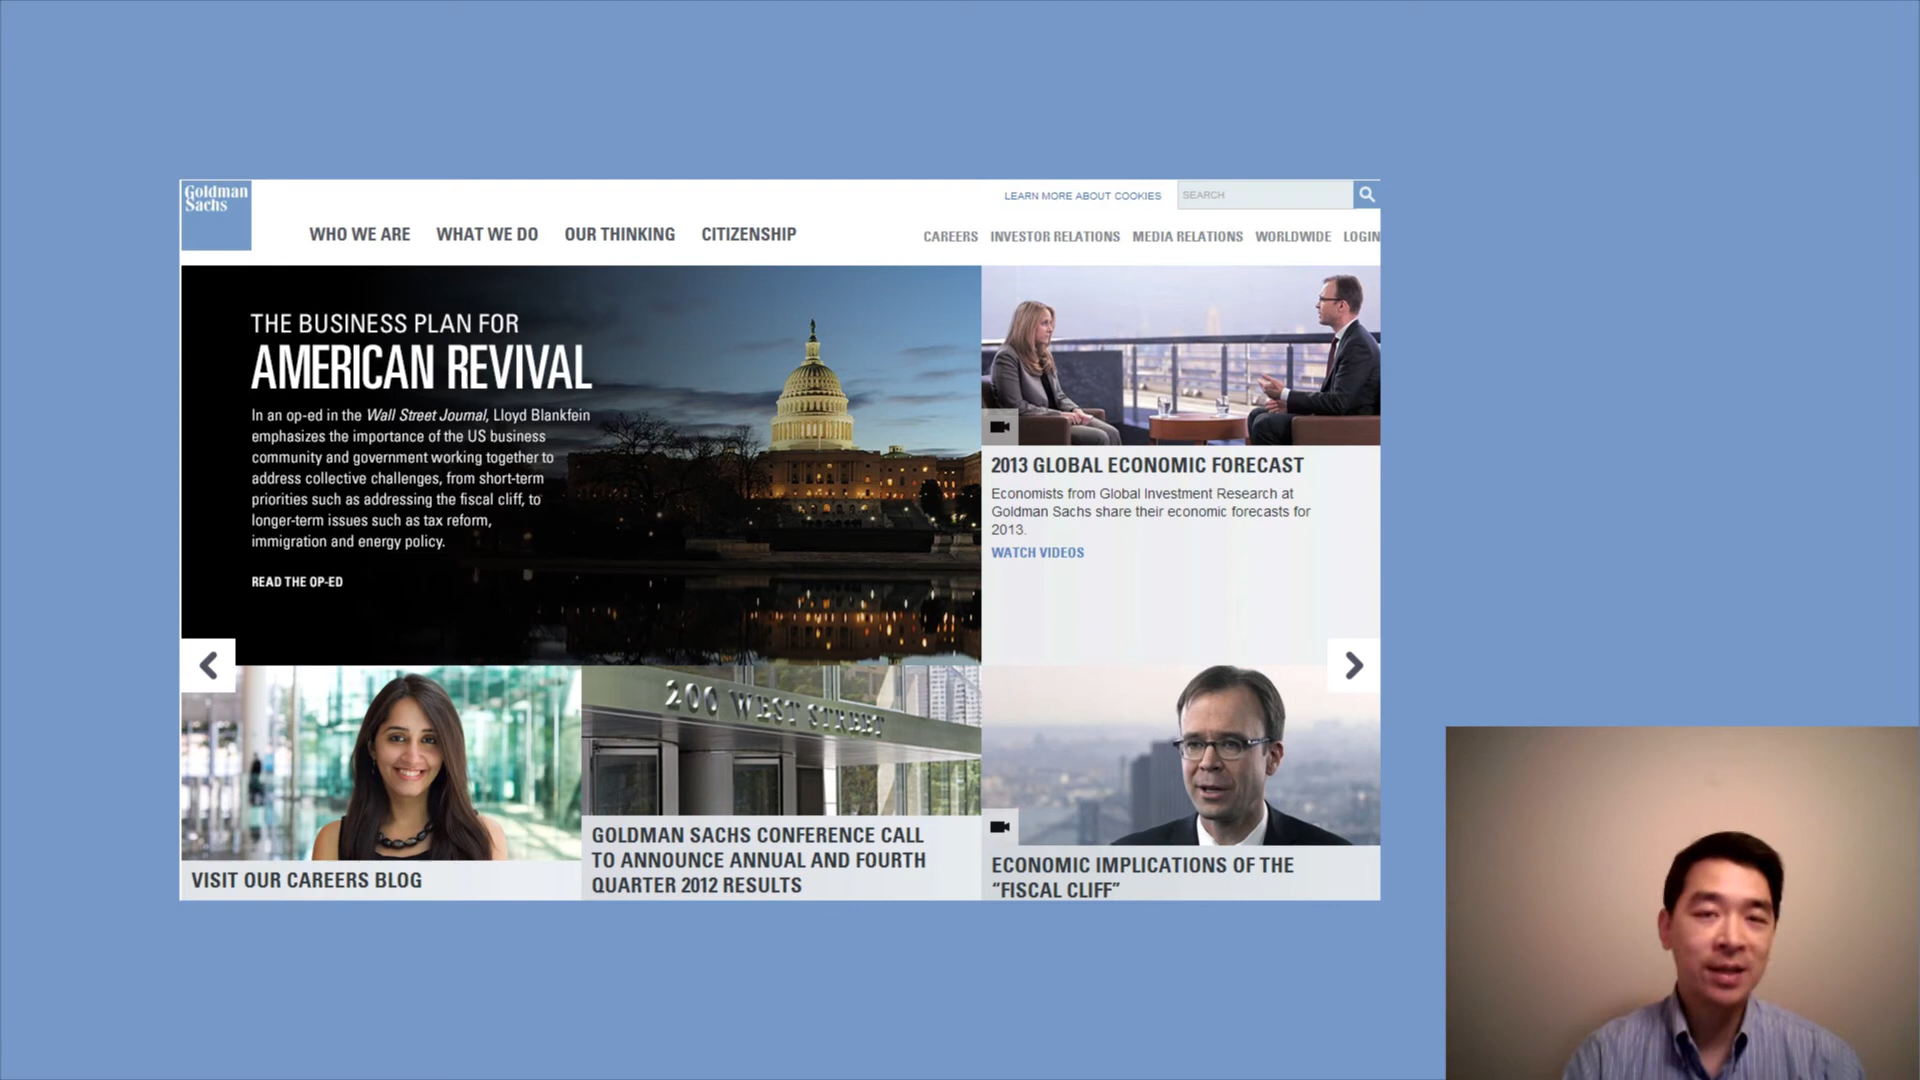 Goldman
Sachs
LEARN MORE ABOUT COOKIES
SEARCH
WHO WE ARE
WHAT WE DO
OUR THINKING
CITIZENSHIP
CAREERS
INVESTOR RELATIONS
MEDIA RELATIONS
WORLDWIDE
LOGIN
THE BUSINESS PLAN FOR
AMERICAN REVIVAL
In an op-ed in the Wall Street Journal, Lloyd Blankfein
emphasizes the importance of the US business
community and government working together to
address collective challenges, from short-term
priorities such as addressing the fiscal cliff, to
longer-term issues such as tax reform,
immigration and energy policy.
READ THE OP-ED
2013 GLOBAL ECONOMIC FORECAST
Economists from Global Investment Research at
Goldman Sachs share their economic forecasts for
2013.
WATCH VIDEOS
VISIT OUR CAREERS BLOG
200 WEST STREET
GOLDMAN SACHS CONFERENCE CALL
TO ANNOUNCE ANNUAL AND FOURTH
QUARTER 2012 RESULTS
ECONOMIC IMPLICATIONS OF THE
“FISCAL CLIFF”